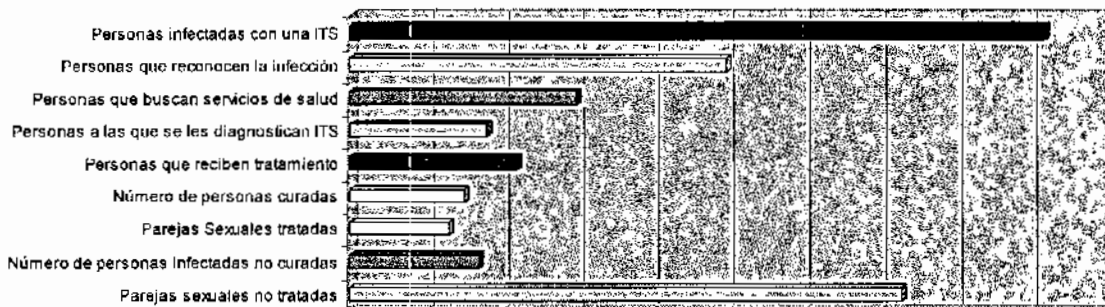 Personas infectadas con una ITS
Personas que reconocen la infección
Personas que buscan servicios de salud
Personas a las que se les diagnostican ITS
Personas que reciben tratamiento
Número de personas curadas
Parejas Sexuales tratadas
Número de personas Infectadas no curadas
Parejas sexuales no tratadas